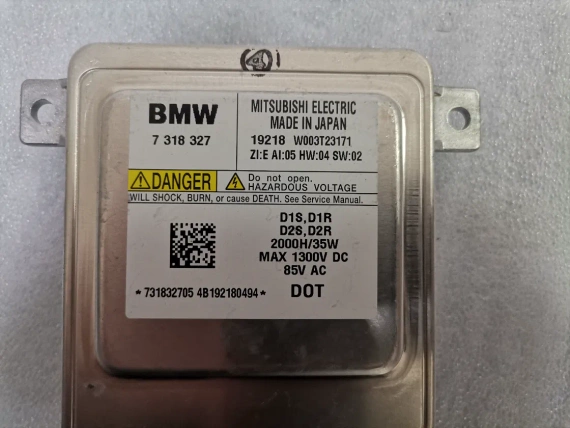 4
BMW
7 318 327
MITSUBISHI ELECTRIC
MADE IN JAPAN
19218 W003T23171
ZI:E AI:05 HW:04 SW:02
DANGER
Do not open.
HAZARDOUS VOLTAGE
WILL SHOCK, BURN, or cause DEATH. See Service Manual.
D1S,D1R
D2S,D2R
2000H/35W
MAX 1300V DC
85V AC
*731832705 4B192180494*
DOT